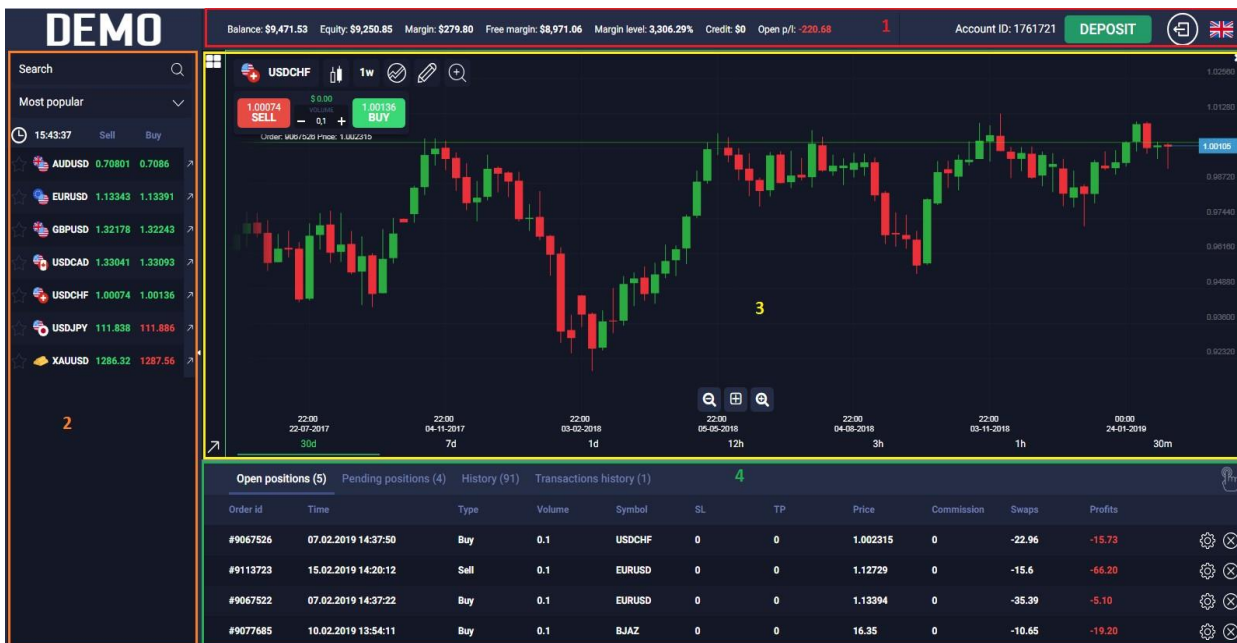 DEMO
Balance: $9,471.53 Equity: $9,250.85 Margin: $279.80 Free margin: $8,971.06 Margin level: 3,306.29% Credit: $0 Open p/l: -220.68 1 Account ID: 1761721 DEPOSIT
Search
Most popular
15:43:37 Sell Buy
AUDUSD 0.70801 0.7086
EURUSD 1.13343 1.13391
GBPUSD 1.32178 1.32243
USDCAD 1.33041 1.33093
USDCHF 1.00074 1.00136
USDJPY 111.838 111.886
XAUUSD 1286.32 1287.56
2
USDCHF 1w
1.00074 SELL
$ 0.00
VOLUME
− 0,1 +
1.00136 BUY
Order: 9067526 Price: 1.002315
1.02560
1.01280
1.00105
0.98720
0.97440
0.96160
0.94880
0.93600
0.92320
3
22:00 22:00 22:00 22:00 22:00 22:00 00:00
22-07-2017 04-11-2017 03-02-2018 05-05-2018 04-08-2018 03-11-2018 24-01-2019
30d 7d 1d 12h 3h 1h 30m
Open positions (5) Pending positions (4) History (91) Transactions history (1) 4
Order id Time Type Volume Symbol SL TP Price Commission Swaps Profits
#9067526 07.02.2019 14:37:50 Buy 0.1 USDCHF 0 0 1.002315 0 -22.96 -15.73
#9113723 15.02.2019 14:20:12 Sell 0.1 EURUSD 0 0 1.12729 0 -15.6 -66.20
#9067522 07.02.2019 14:37:22 Buy 0.1 EURUSD 0 0 1.13394 0 -35.39 -5.10
#9077685 10.02.2019 13:54:11 Buy 0.1 BJAZ 0 0 16.35 0 -10.65 -19.20